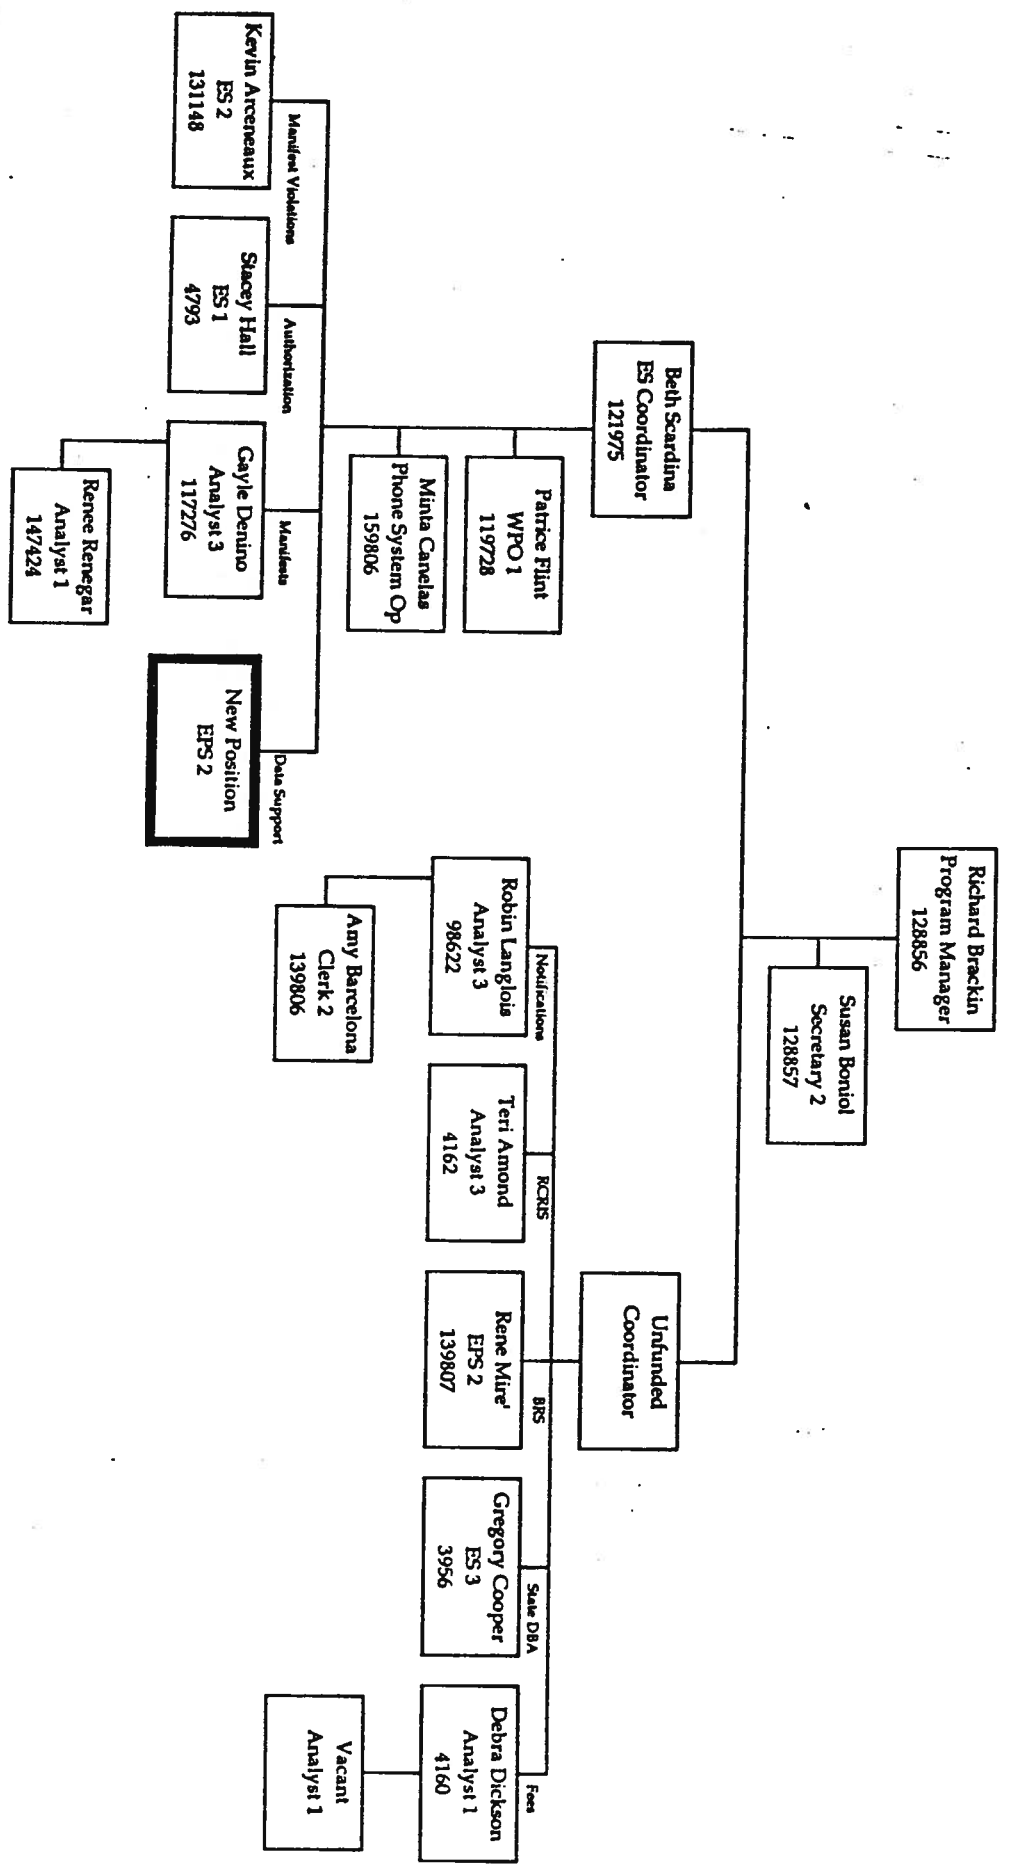 Richard Brackin
Program Manager
128856
Susan Boniol
Secretary 2
128857
Beth Scardina
ES Coordinator
121975
Patrice Flint
WPO 1
119728
Minta Canelas
Phone System Op
159806
Manifest Violations
Kevin Arceneaux
ES 2
131148
Authorization
Stacey Hall
ES 1
4793
Manifests
Gayle Denino
Analyst 3
117276
Renee Renegar
Analyst 1
147424
Data Support
New Position
EPS 2
Unfunded
Coordinator
Notifications
Robin Langlois
Analyst 3
98622
Amy Barcelona
Clerk 2
139806
RCRIS
Teri Amond
Analyst 3
4162
BRS
Rene Mire'
EPS 2
139807
State DBA
Gregory Cooper
ES 3
3956
Fees
Debra Dickson
Analyst 1
4160
Vacant
Analyst 1